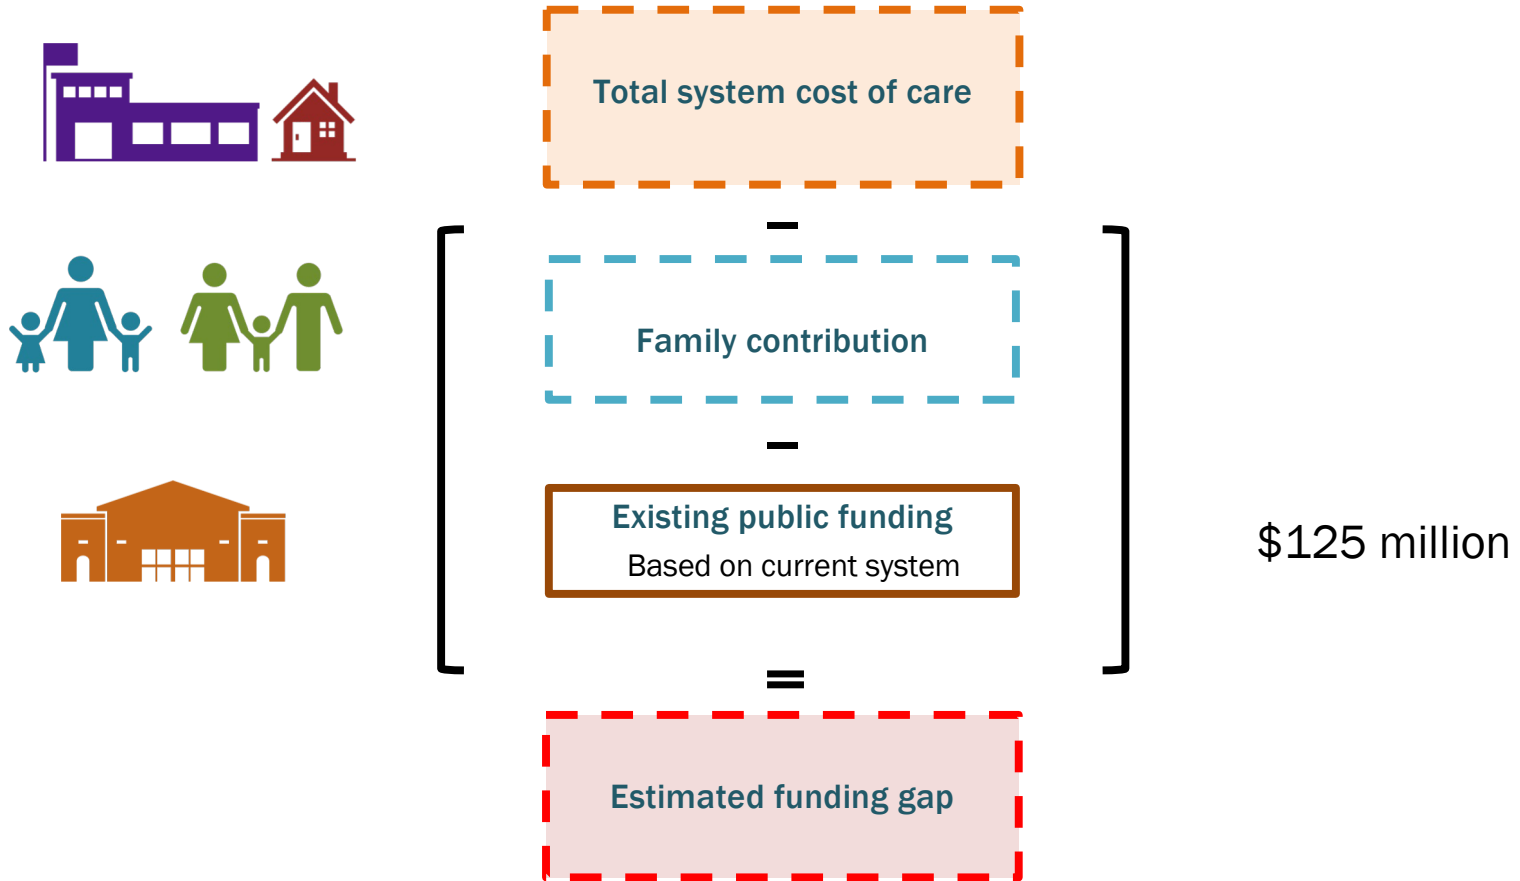 Total system cost of care
–
Family contribution
–
Existing public funding
Based on current system
$125 million
=
Estimated funding gap